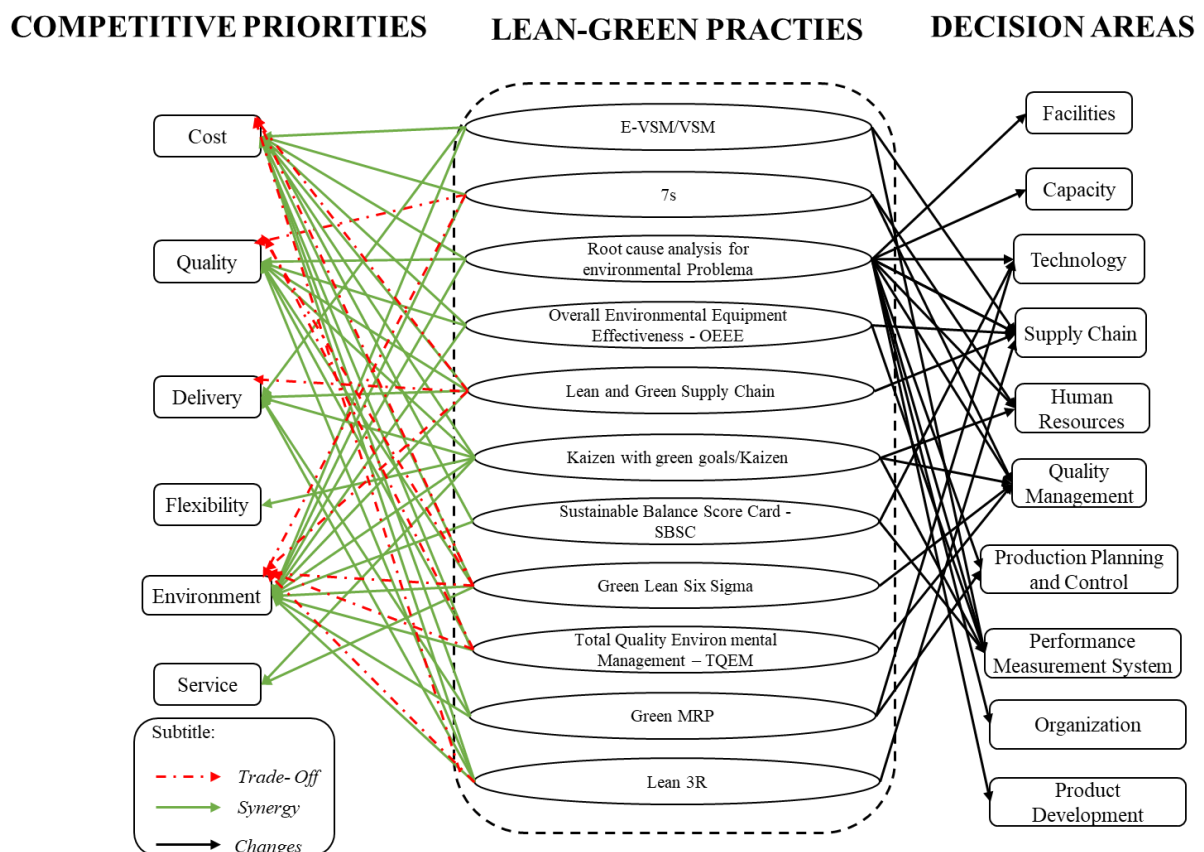 COMPETITIVE PRIORITIES
LEAN-GREEN PRACTIES
DECISION AREAS
Cost
Quality
Delivery
Flexibility
Environment
Service
Subtitle:
Trade- Off
Synergy
Changes
E-VSM/VSM
7s
Root cause analysis for
environmental Problema
Overall Environmental Equipment
Effectiveness - OEEE
Lean and Green Supply Chain
Kaizen with green goals/Kaizen
Sustainable Balance Score Card -
SBSC
Green Lean Six Sigma
Total Quality Environ mental
Management – TQEM
Green MRP
Lean 3R
Facilities
Capacity
Technology
Supply Chain
Human
Resources
Quality
Management
Production Planning
and Control
Performance
Measurement System
Organization
Product
Development